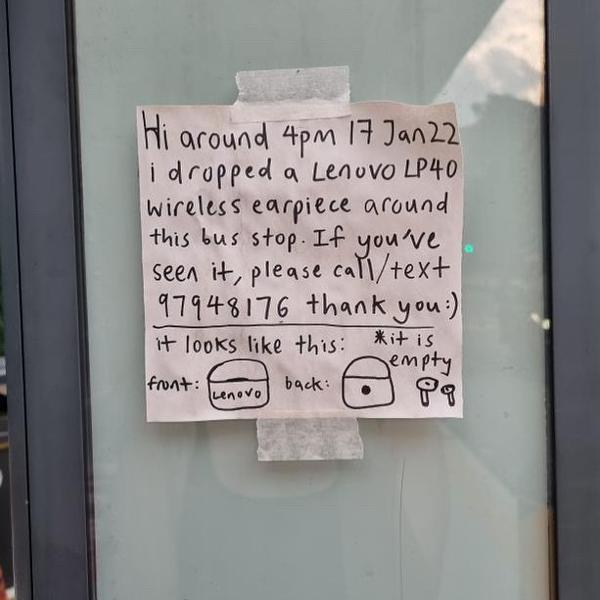 Hi around 4pm 17 Jan22
i dropped a Lenovo LP40
wireless earpiece around
this bus stop. If you've
seen it, please call/text
97948176 thank you:)
it looks like this: *it is
empty
front: Lenovo back: